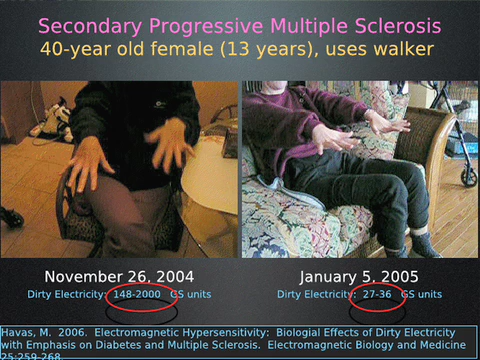 Secondary Progressive Multiple Sclerosis
40-year old female (13 years), uses walker
November 26, 2004
Dirty Electricity: 148-2000 GS units
January 5, 2005
Dirty Electricity: 27-36 GS units
Havas, M. 2006. Electromagnetic Hypersensitivity: Biologial Effects of Dirty Electricity
with Emphasis on Diabetes and Multiple Sclerosis. Electromagnetic Biology and Medicine
25:259-268.